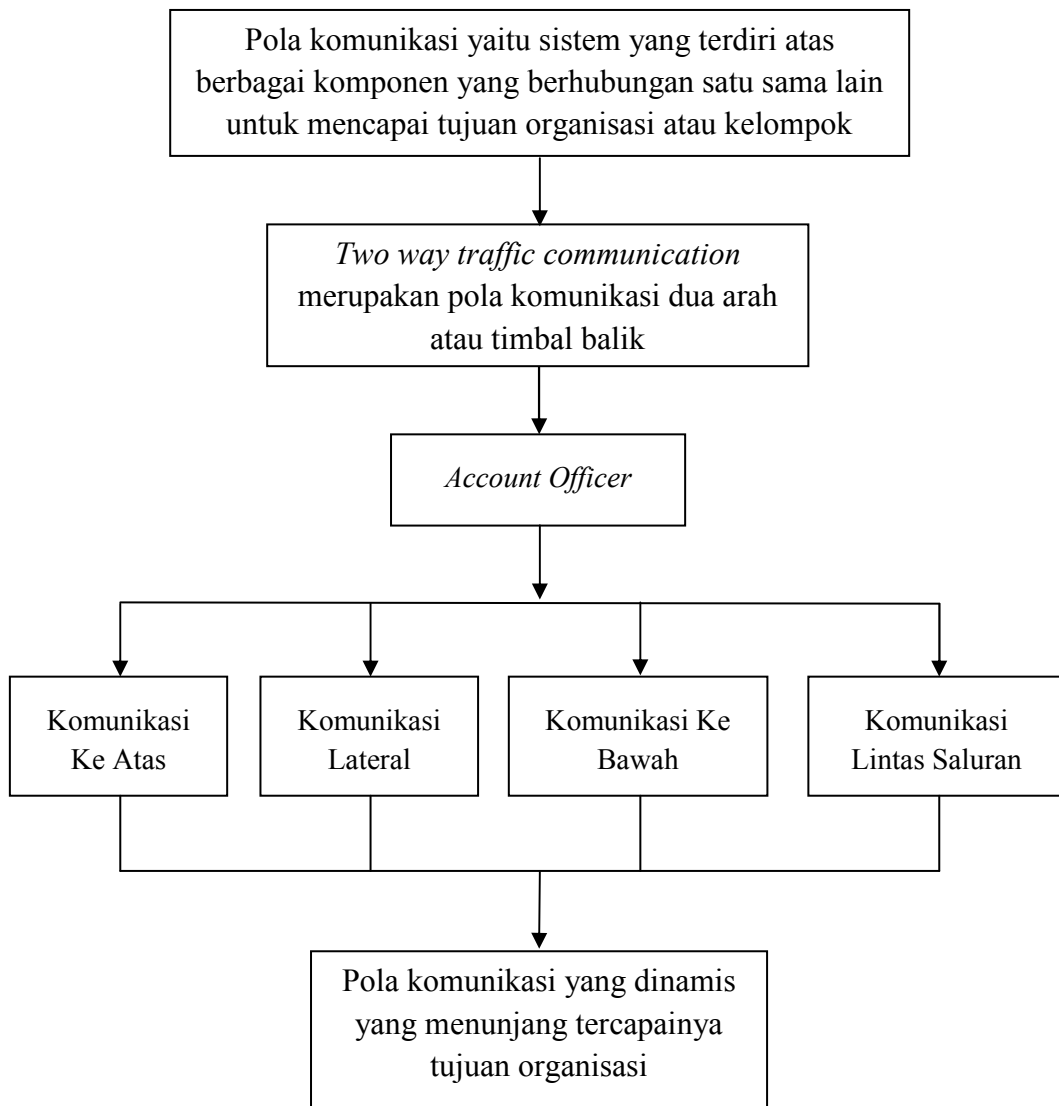 Pola komunikasi yaitu sistem yang terdiri atas
berbagai komponen yang berhubungan satu sama lain
untuk mencapai tujuan organisasi atau kelompok
Two way traffic communication
merupakan pola komunikasi dua arah
atau timbal balik
Account Officer
Komunikasi
Ke Atas
Komunikasi
Lateral
Komunikasi Ke
Bawah
Komunikasi
Lintas Saluran
Pola komunikasi yang dinamis
yang menunjang tercapainya
tujuan organisasi